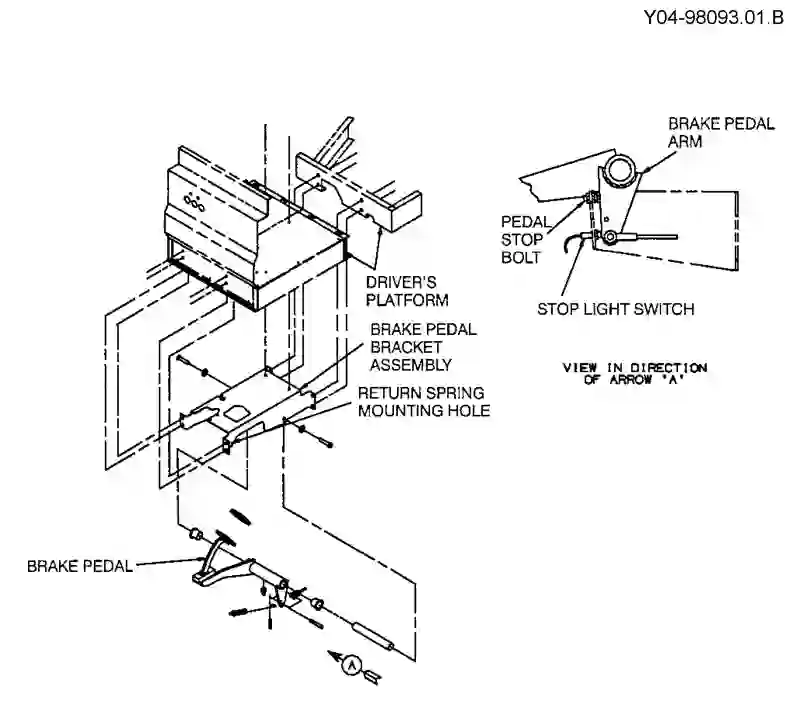 Y04-98093.01.B
BRAKE PEDAL
ARM
PEDAL
STOP
BOLT
STOP LIGHT SWITCH
VIEW IN DIRECTION
OF ARROW "A"
DRIVER'S
PLATFORM
BRAKE PEDAL
BRACKET
ASSEMBLY
RETURN SPRING
MOUNTING HOLE
BRAKE PEDAL
A